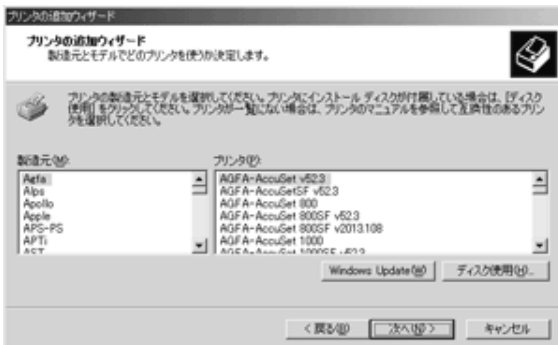 プリンタの追加ウィザード
プリンタの追加ウィザード
製造元とモデルでどのプリンタを使うか決定します。
プリンタの製造元とモデルを選択してください。プリンタにインストール ディスクが付属している場合は、[ディスク
使用] をクリックしてください。プリンタが一覧にない場合は、プリンタのマニュアルを参照して互換性のあるプリン
タを選択してください。
製造元(M):
プリンタ(P):
Agfa
Alps
Apollo
Apple
APS-PS
APTi
AST
AGFA-AccuSet v52.3
AGFA-AccuSetSF v52.3
AGFA-AccuSet 800
AGFA-AccuSet 800SF v52.3
AGFA-AccuSet 800SF v2013.108
AGFA-AccuSet 1000
AGFA-AccuSet 1000SF v52.3
Windows Update(W)
ディスク使用(H)...
< 戻る(B)
次へ(N) >
キャンセル